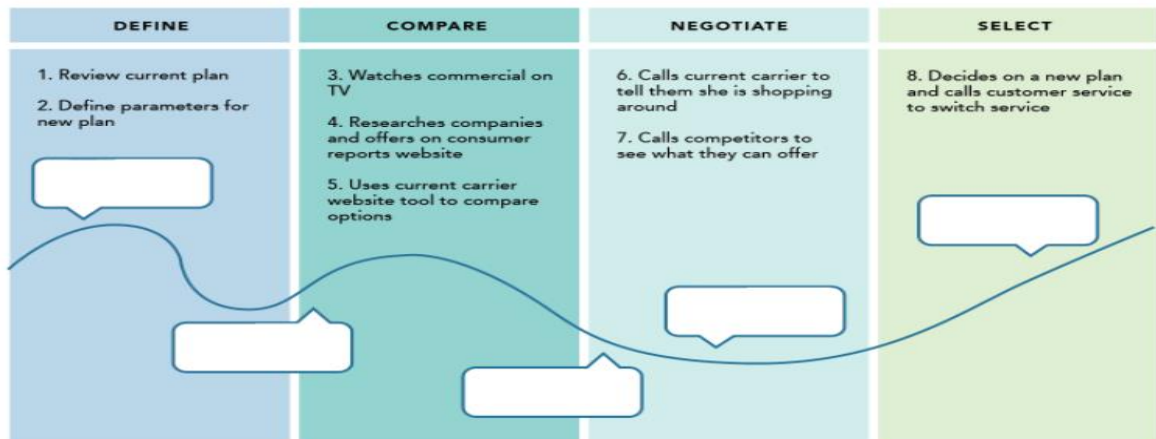 DEFINE
1. Review current plan
2. Define parameters for
new plan
COMPARE
3. Watches commercial on
TV
4. Researches companies
and offers on consumer
reports website
5. Uses current carrier
website tool to compare
options
NEGOTIATE
6. Calls current carrier to
tell them she is shopping
around
7. Calls competitors to
see what they can offer
SELECT
8. Decides on a new plan
and calls customer service
to switch service